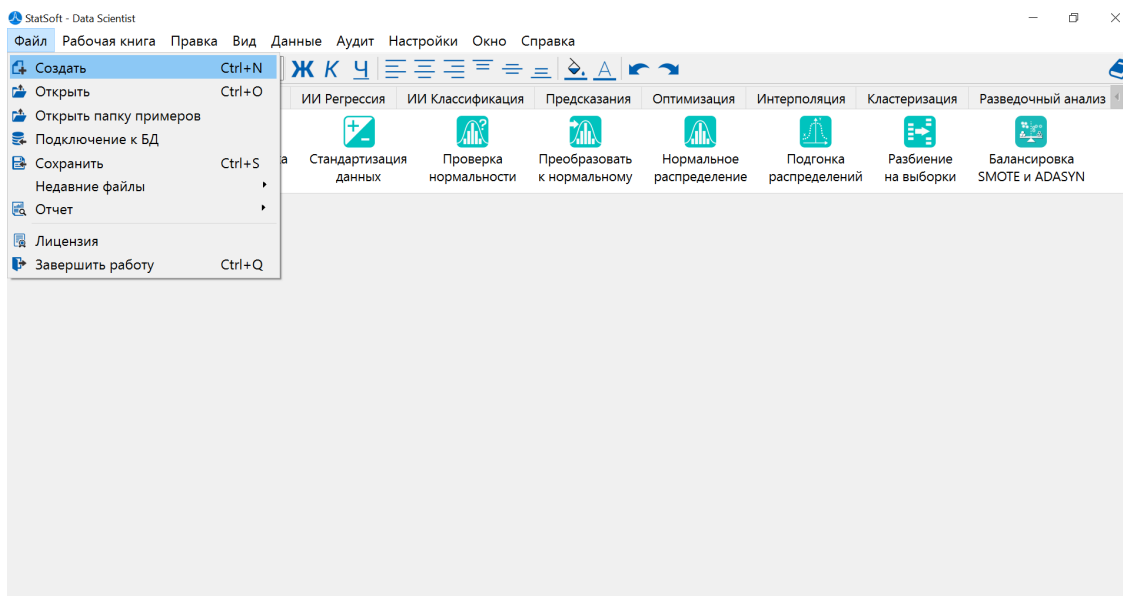 StatSoft - Data Scientist
Файл Рабочая книга Правка Вид Данные Аудит Настройки Окно Справка
Создать Ctrl+N
Ж К Ч А
Открыть Ctrl+O
ИИ Регрессия ИИ Классификация Предсказания Оптимизация Интерполяция Кластеризация Разведочный анализ
Открыть папку примеров
Подключение к БД
Сохранить Ctrl+S
а Стандартизация данных
Проверка нормальности
Преобразовать к нормальному
Нормальное распределение
Подгонка распределений
Разбиение на выборки
Балансировка SMOTE и ADASYN
Недавние файлы
Отчет
Лицензия
Завершить работу Ctrl+Q